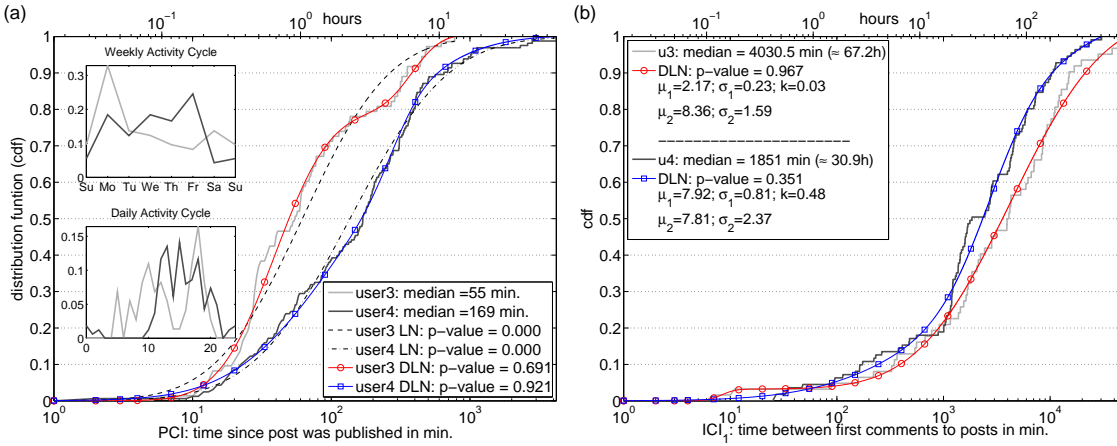 (a)
hours
10^-1 10^0 10^1
distribution funtion (cdf)
1
0.9
0.8
0.7
0.6
0.5
0.4
0.3
0.2
0.1
0
Weekly Activity Cycle
0.3
0.2
0.1
0
Su Mo Tu We Th Fr Sa Su
Daily Activity Cycle
0.15
0.1
0.05
0
0 10 20
user3: median =55 min.
user4: median =169 min.
user3 LN: p-value = 0.000
user4 LN: p-value = 0.000
user3 DLN: p-value = 0.691
user4 DLN: p-value = 0.921
10^0 10^1 10^2 10^3
PCI: time since post was published in min.
(b)
hours
10^-1 10^0 10^1 10^2
cdf
1
0.9
0.8
0.7
0.6
0.5
0.4
0.3
0.2
0.1
0
u3: median = 4030.5 min (≈ 67.2h)
DLN: p-value = 0.967
μ1=2.17; σ1=0.23; k=0.03
μ2=8.36; σ2=1.59
u4: median = 1851 min (≈ 30.9h)
DLN: p-value = 0.351
μ1=7.92; σ1=0.81; k=0.48
μ2=7.81; σ2=2.37
10^0 10^1 10^2 10^3 10^4
ICI1: time between first comments to posts in min.